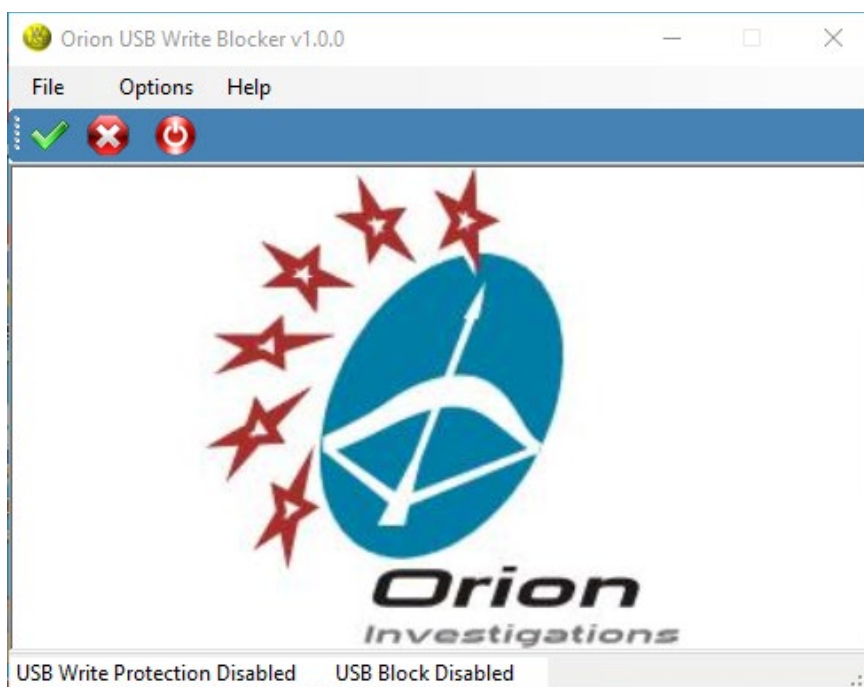 Orion USB Write Blocker v1.0.0
File Options Help
Orion
Investigations
USB Write Protection Disabled USB Block Disabled